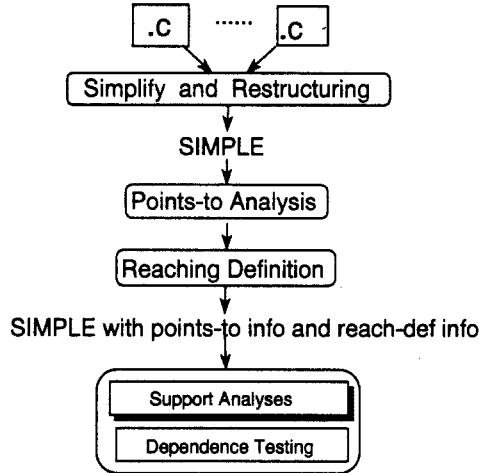 .C ...... .C
Simplify and Restructuring
SIMPLE
Points-to Analysis
Reaching Definition
SIMPLE with points-to info and reach-def info
Support Analyses
Dependence Testing